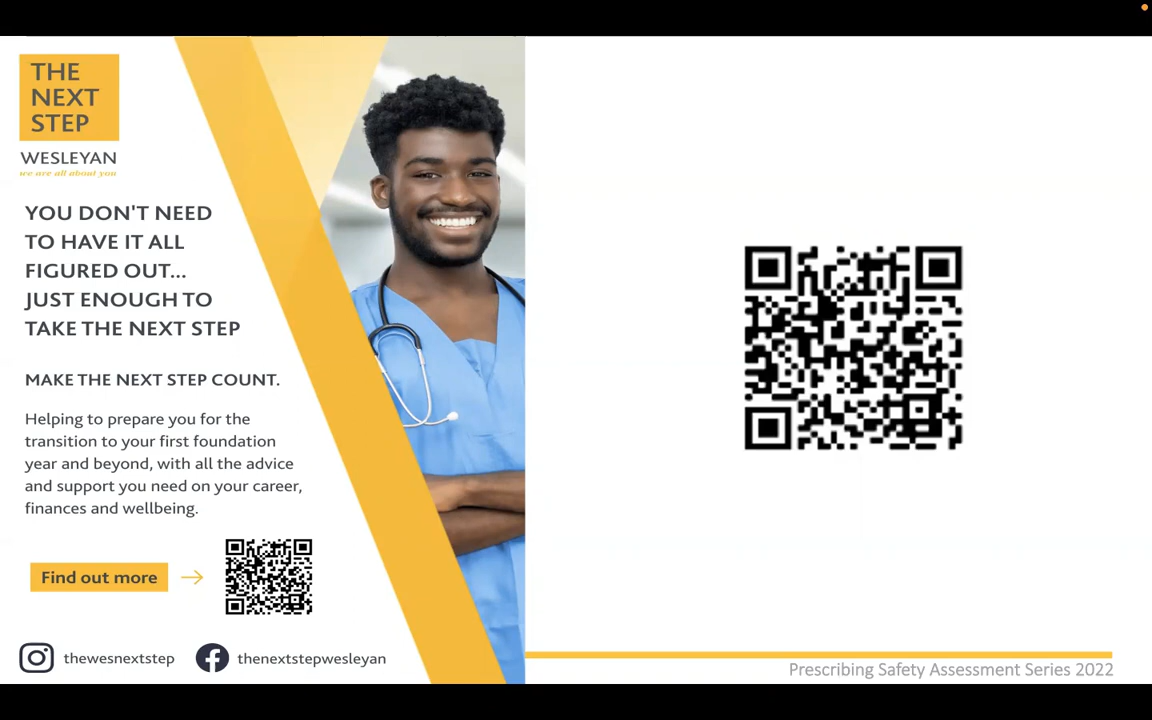 THE
NEXT
STEP
WESLEYAN
we are all about you
YOU DON'T NEED
TO HAVE IT ALL
FIGURED OUT...
JUST ENOUGH TO
TAKE THE NEXT STEP
MAKE THE NEXT STEP COUNT.
Helping to prepare you for the
transition to your first foundation
year and beyond, with all the advice
and support you need on your career,
finances and wellbeing.
Find out more
thewesnextstep
thenextstepwesleyan
Prescribing Safety Assessment Series 2022